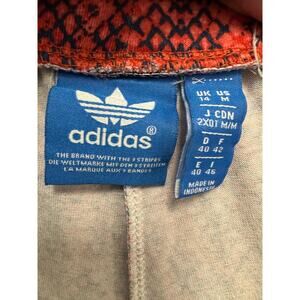 adidas®
THE BRAND WITH THE 3 STRIPES
DIE WELTMARKE MIT DEN 3 STREIFEN
LA MARQUE AUX 3 BANDES
UK US
14 M
J CDN
2XOT M/M
D F
40 42
E I
40 46
MADE IN
INDONESIA